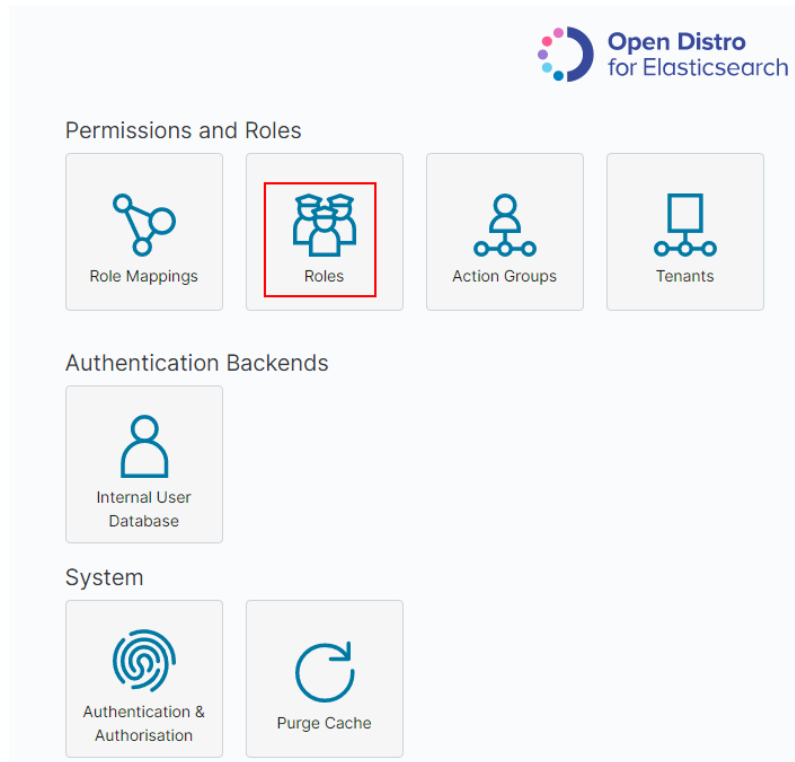 Open Distro
for Elasticsearch
Permissions and Roles
Role Mappings
Roles
Action Groups
Tenants
Authentication Backends
Internal User
Database
System
Authentication &
Authorisation
Purge Cache